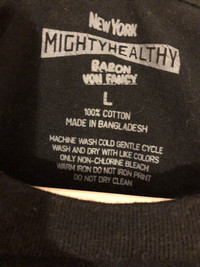 NEW YORK
MIGHTYHEALTHY
BARON
VON FANCY
L
100% COTTON
MADE IN BANGLADESH
MACHINE WASH COLD GENTLE CYCLE
WASH AND DRY WITH LIKE COLORS
ONLY NON-CHLORINE BLEACH
WARM IRON DO NOT IRON PRINT
DO NOT DRY CLEAN